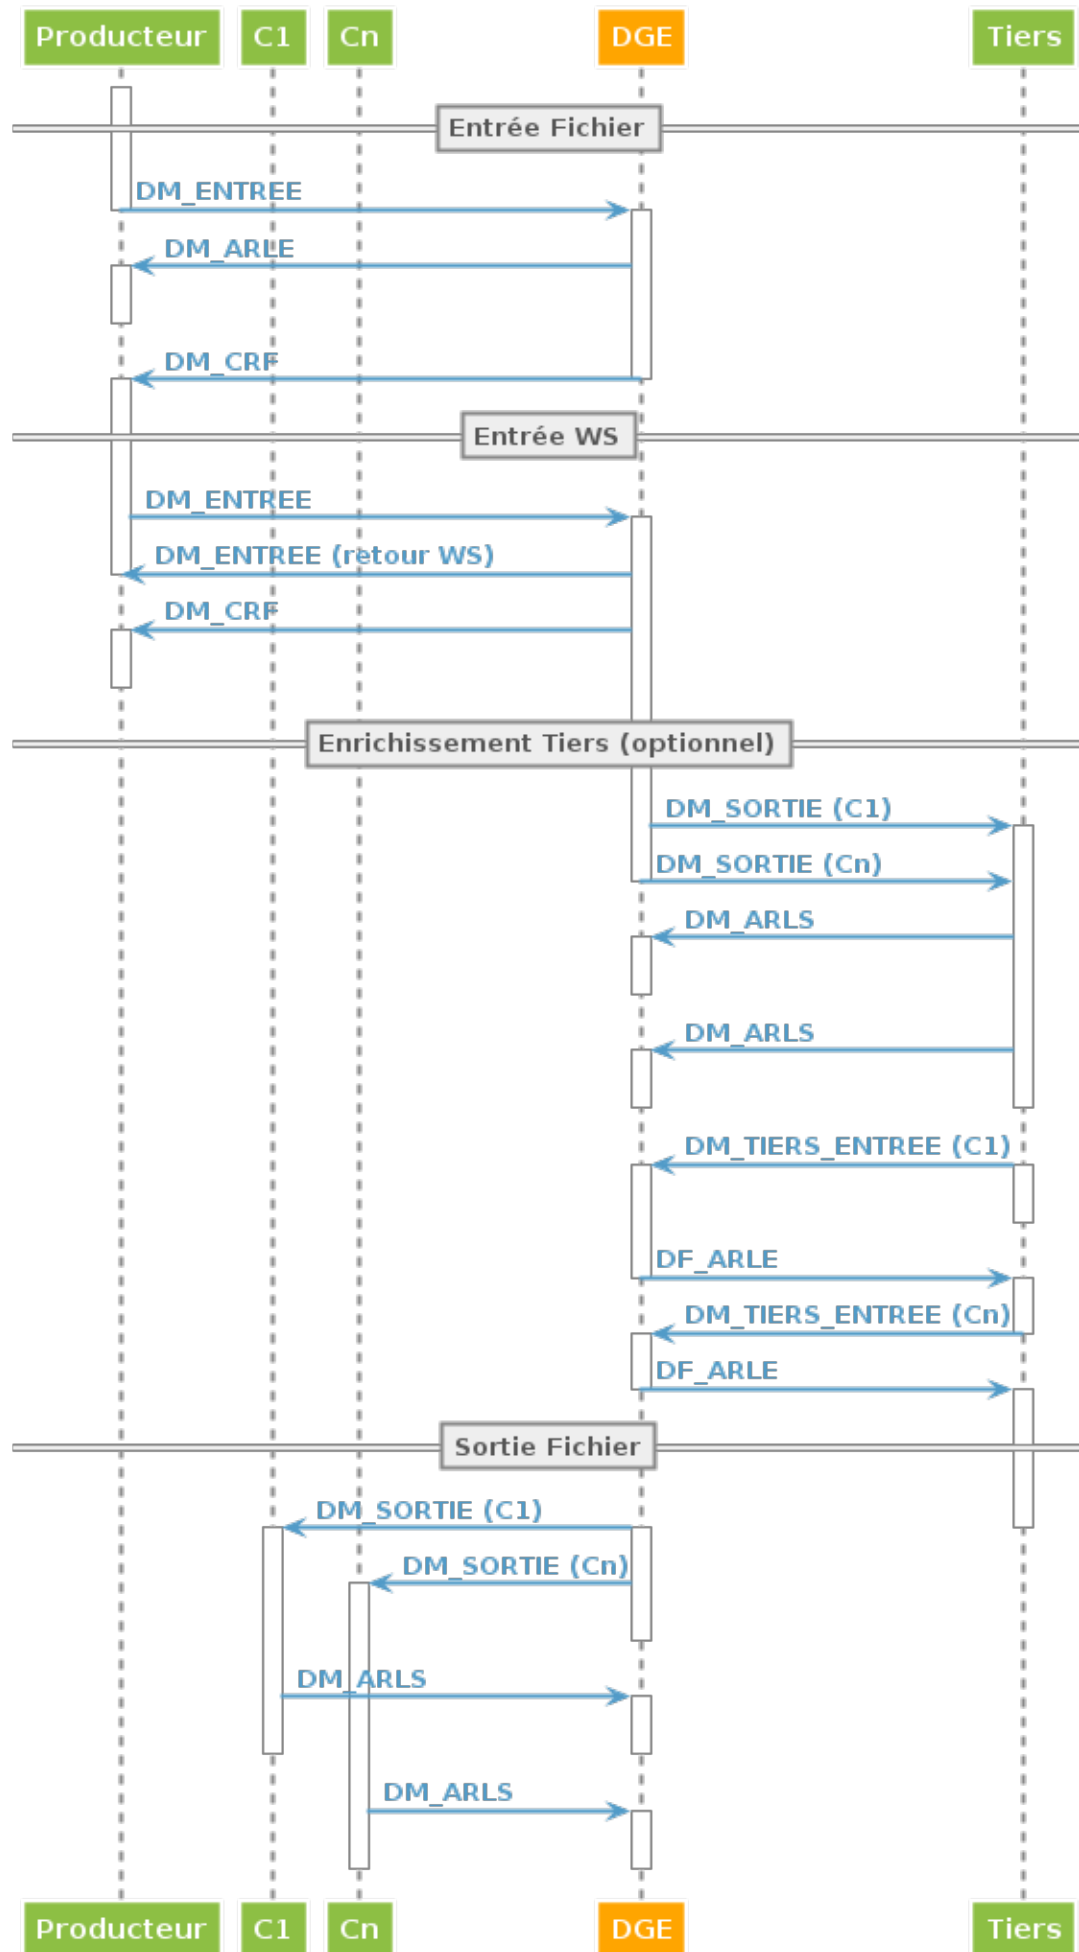 Producteur C1 Cn DGE Tiers
Entrée Fichier
DM_ENTREE
DM_ARLE
DM_CRF
Entrée WS
DM_ENTREE
DM_ENTREE (retour WS)
DM_CRF
Enrichissement Tiers (optionnel)
DM_SORTIE (C1)
DM_SORTIE (Cn)
DM_ARLS
DM_ARLS
DM_TIERS_ENTREE (C1)
DF_ARLE
DM_TIERS_ENTREE (Cn)
DF_ARLE
Sortie Fichier
DM_SORTIE (C1)
DM_SORTIE (Cn)
DM_ARLS
DM_ARLS
Producteur C1 Cn DGE Tiers